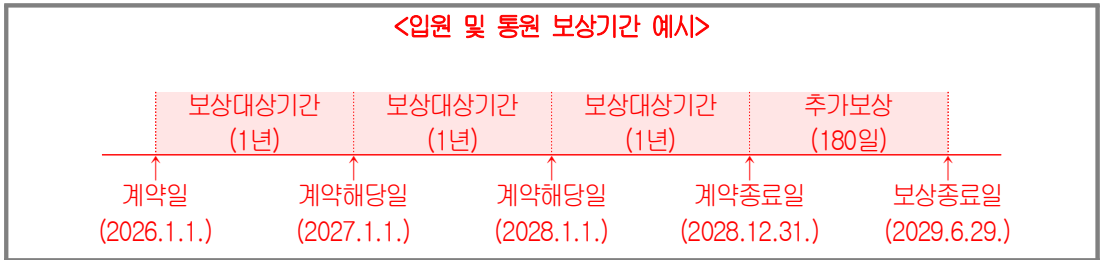 <입원 및 통원 보상기간 예시>
보상대상기간 보상대상기간 보상대상기간 추가보상
(1년) (1년) (1년) (180일)
계약일 계약해당일 계약해당일 계약종료일 보상종료일
(2026.1.1.) (2027.1.1.) (2028.1.1.) (2028.12.31.) (2029.6.29.)